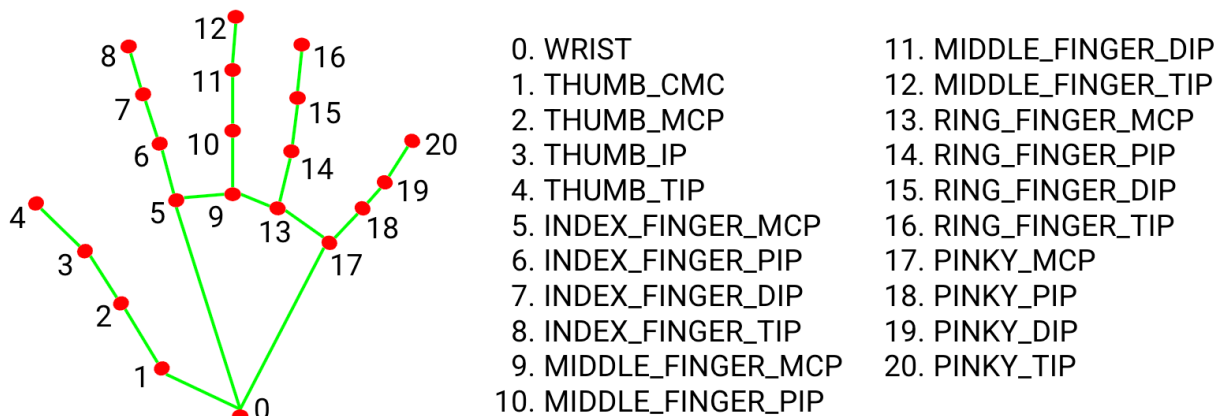 12
8
16
11
7
15
10
20
6
14
19
4
5
9
13
18
3
17
2
1
0
0. WRIST
1. THUMB_CMC
2. THUMB_MCP
3. THUMB_IP
4. THUMB_TIP
5. INDEX_FINGER_MCP
6. INDEX_FINGER_PIP
7. INDEX_FINGER_DIP
8. INDEX_FINGER_TIP
9. MIDDLE_FINGER_MCP
10. MIDDLE_FINGER_PIP
11. MIDDLE_FINGER_DIP
12. MIDDLE_FINGER_TIP
13. RING_FINGER_MCP
14. RING_FINGER_PIP
15. RING_FINGER_DIP
16. RING_FINGER_TIP
17. PINKY_MCP
18. PINKY_PIP
19. PINKY_DIP
20. PINKY_TIP